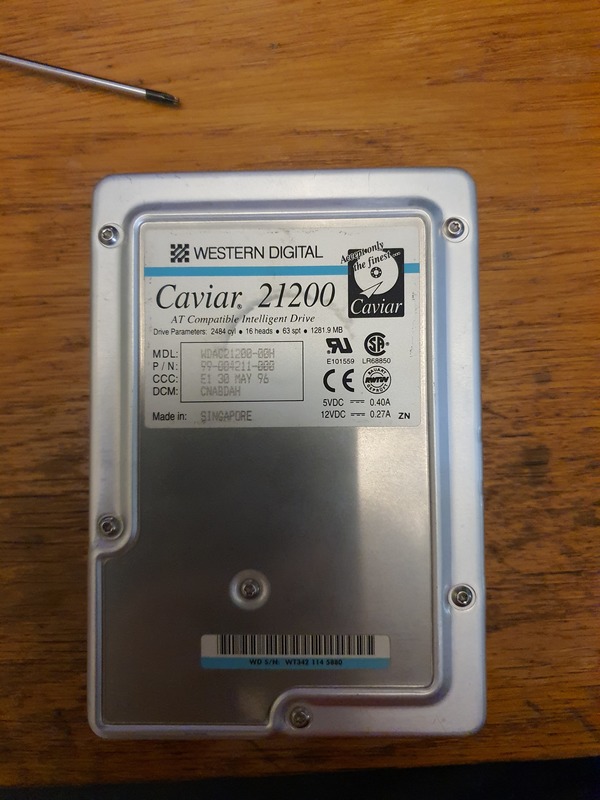 WESTERN DIGITAL
Accept only
the finest...
Caviar
Caviar® 21200
AT Compatible Intelligent Drive
Drive Parameters: 2484 cyl • 16 heads • 63 spt • 1281.9 MB
MDL: WDAC21200-00H
P / N: 99-004211-000
CCC: E1 30 MAY 96
DCM: CNABDAH
Made in: SINGAPORE
E101559 LR68850
CE
5VDC 0.40A
12VDC 0.27A ZN
WD S/N: WT342 114 5880